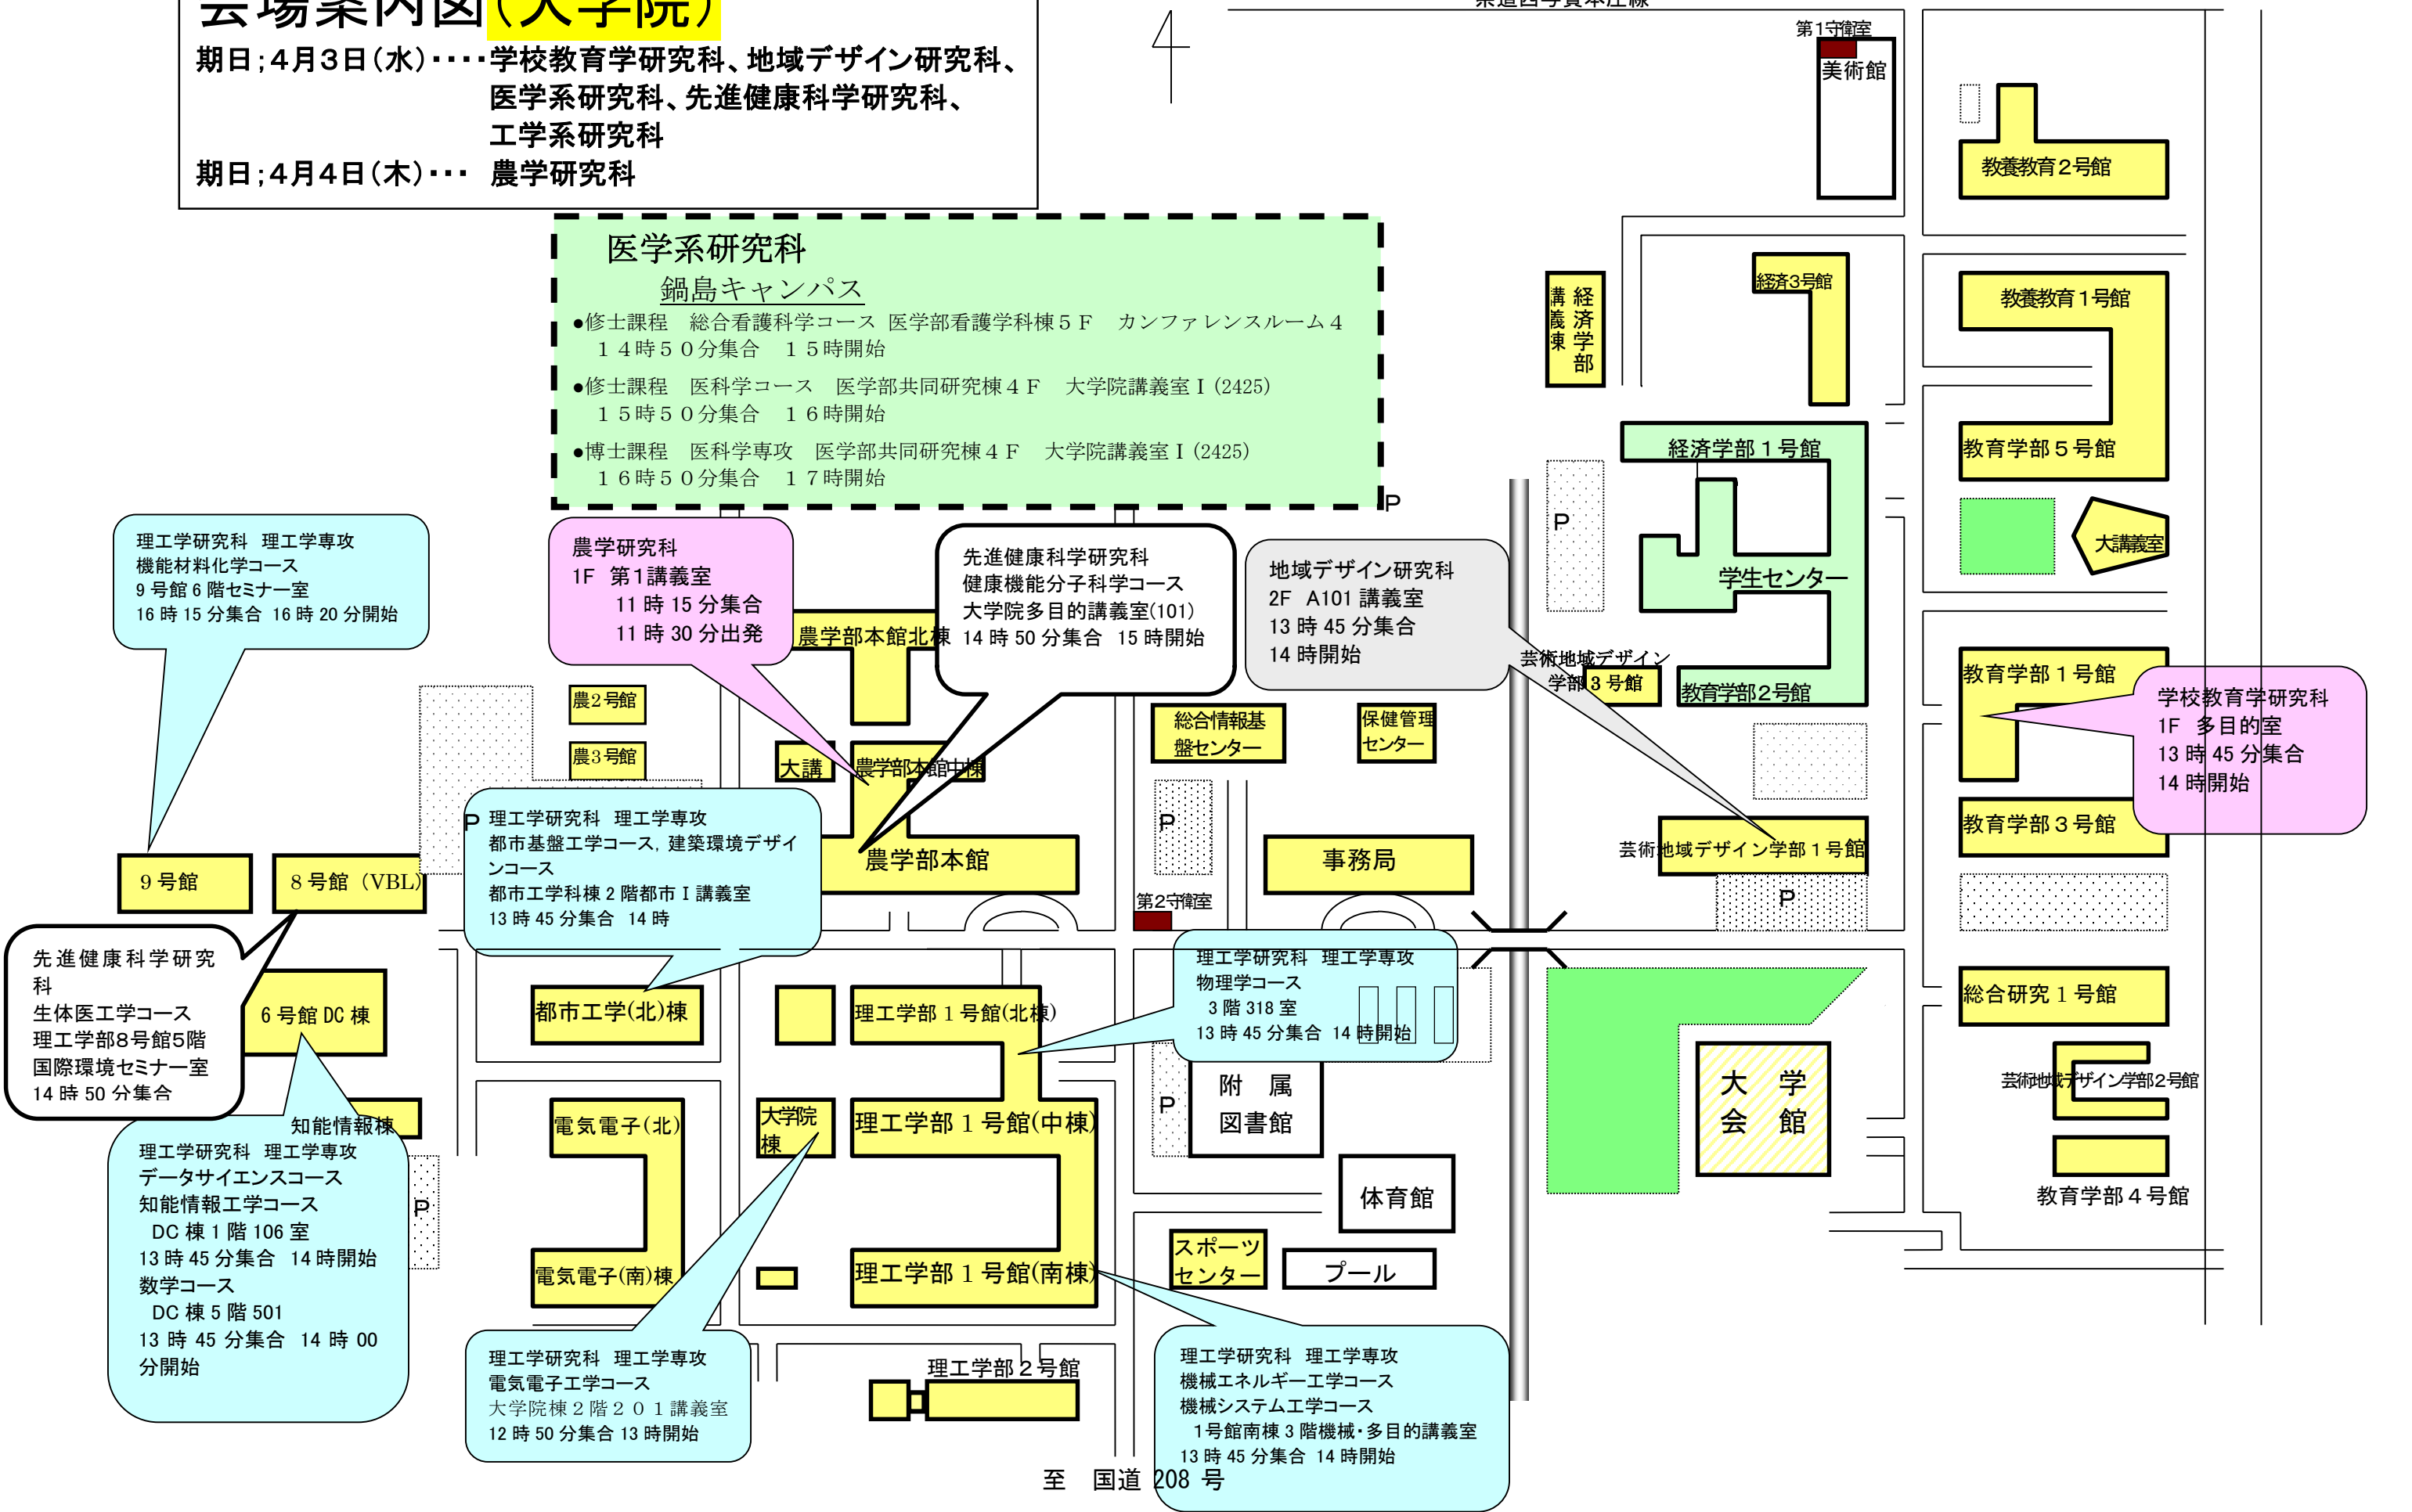 会場案内図(大学院)
期日;4月3日(水)････学校教育学研究科、地域デザイン研究科、
医学系研究科、先進健康科学研究科、
工学系研究科
期日;4月4日(木)･･･ 農学研究科
第1守衛室
美術館
教養教育2号館
医学系研究科
鍋島キャンパス
●修士課程 総合看護科学コース 医学部看護学科棟5F カンファレンスルーム4
14時50分集合 15時開始
●修士課程 医科学コース 医学部共同研究棟4F 大学院講義室Ⅰ(2425)
15時50分集合 16時開始
●博士課程 医科学専攻 医学部共同研究棟4F 大学院講義室Ⅰ(2425)
16時50分集合 17時開始
P
経済学部
講義棟
経済3号館
教養教育1号館
経済学部1号館
教育学部5号館
P
大講義室
学生センター
理工学研究科 理工学専攻
機能材料化学コース
9号館6階セミナー室
16時15分集合 16時20分開始
農学研究科
1F 第1講義室
11時15分集合
11時30分出発
農学部本館北棟
先進健康科学研究科
健康機能分子科学コース
大学院多目的講義室(101)
14時50分集合 15時開始
地域デザイン研究科
2F A101講義室
13時45分集合
14時開始
芸術地域デザイン
学部3号館
教育学部2号館
教育学部1号館
学校教育学研究科
1F 多目的室
13時45分集合
14時開始
農2号館
農3号館
大講
農学部本館中棟
総合情報基
盤センター
保健管理
センター
P
理工学研究科 理工学専攻
都市基盤工学コース,建築環境デザイ
ンコース
都市工学科棟2階都市Ⅰ講義室
13時45分集合 14時
P
農学部本館
事務局
芸術地域デザイン学部1号館
教育学部3号館
P
9号館
8号館(VBL)
第2守衛室
先進健康科学研究
科
生体医工学コース
理工学部8号館5階
国際環境セミナー室
14時50分集合
6号館DC棟
都市工学(北)棟
理工学部1号館(北棟)
理工学研究科 理工学専攻
物理学コース
3階318室
13時45分集合 14時開始
総合研究1号館
附 属
図書館
P
大 学
会 館
芸術地域デザイン学部2号館
教育学部4号館
知能情報棟
理工学研究科 理工学専攻
データサイエンスコース
知能情報工学コース
DC棟1階106室
13時45分集合 14時開始
数学コース
DC棟5階501
13時45分集合 14時00
分開始
P
電気電子(北)
大学院
棟
理工学部1号館(中棟)
体育館
電気電子(南)棟
理工学部1号館(南棟)
スポーツ
センター
プール
理工学研究科 理工学専攻
電気電子工学コース
大学院棟2階201講義室
12時50分集合13時開始
理工学部2号館
理工学研究科 理工学専攻
機械エネルギー工学コース
機械システム工学コース
1号館南棟3階機械・多目的講義室
13時45分集合 14時開始
至 国道208号